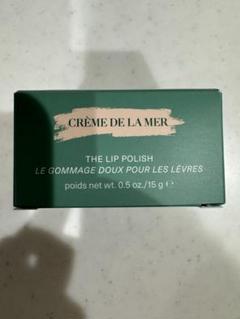 CRÈME DE LA MER
THE LIP POLISH
LE GOMMAGE DOUX POUR LES LÈVRES
poids net wt. 0.5 oz./15 g ℮